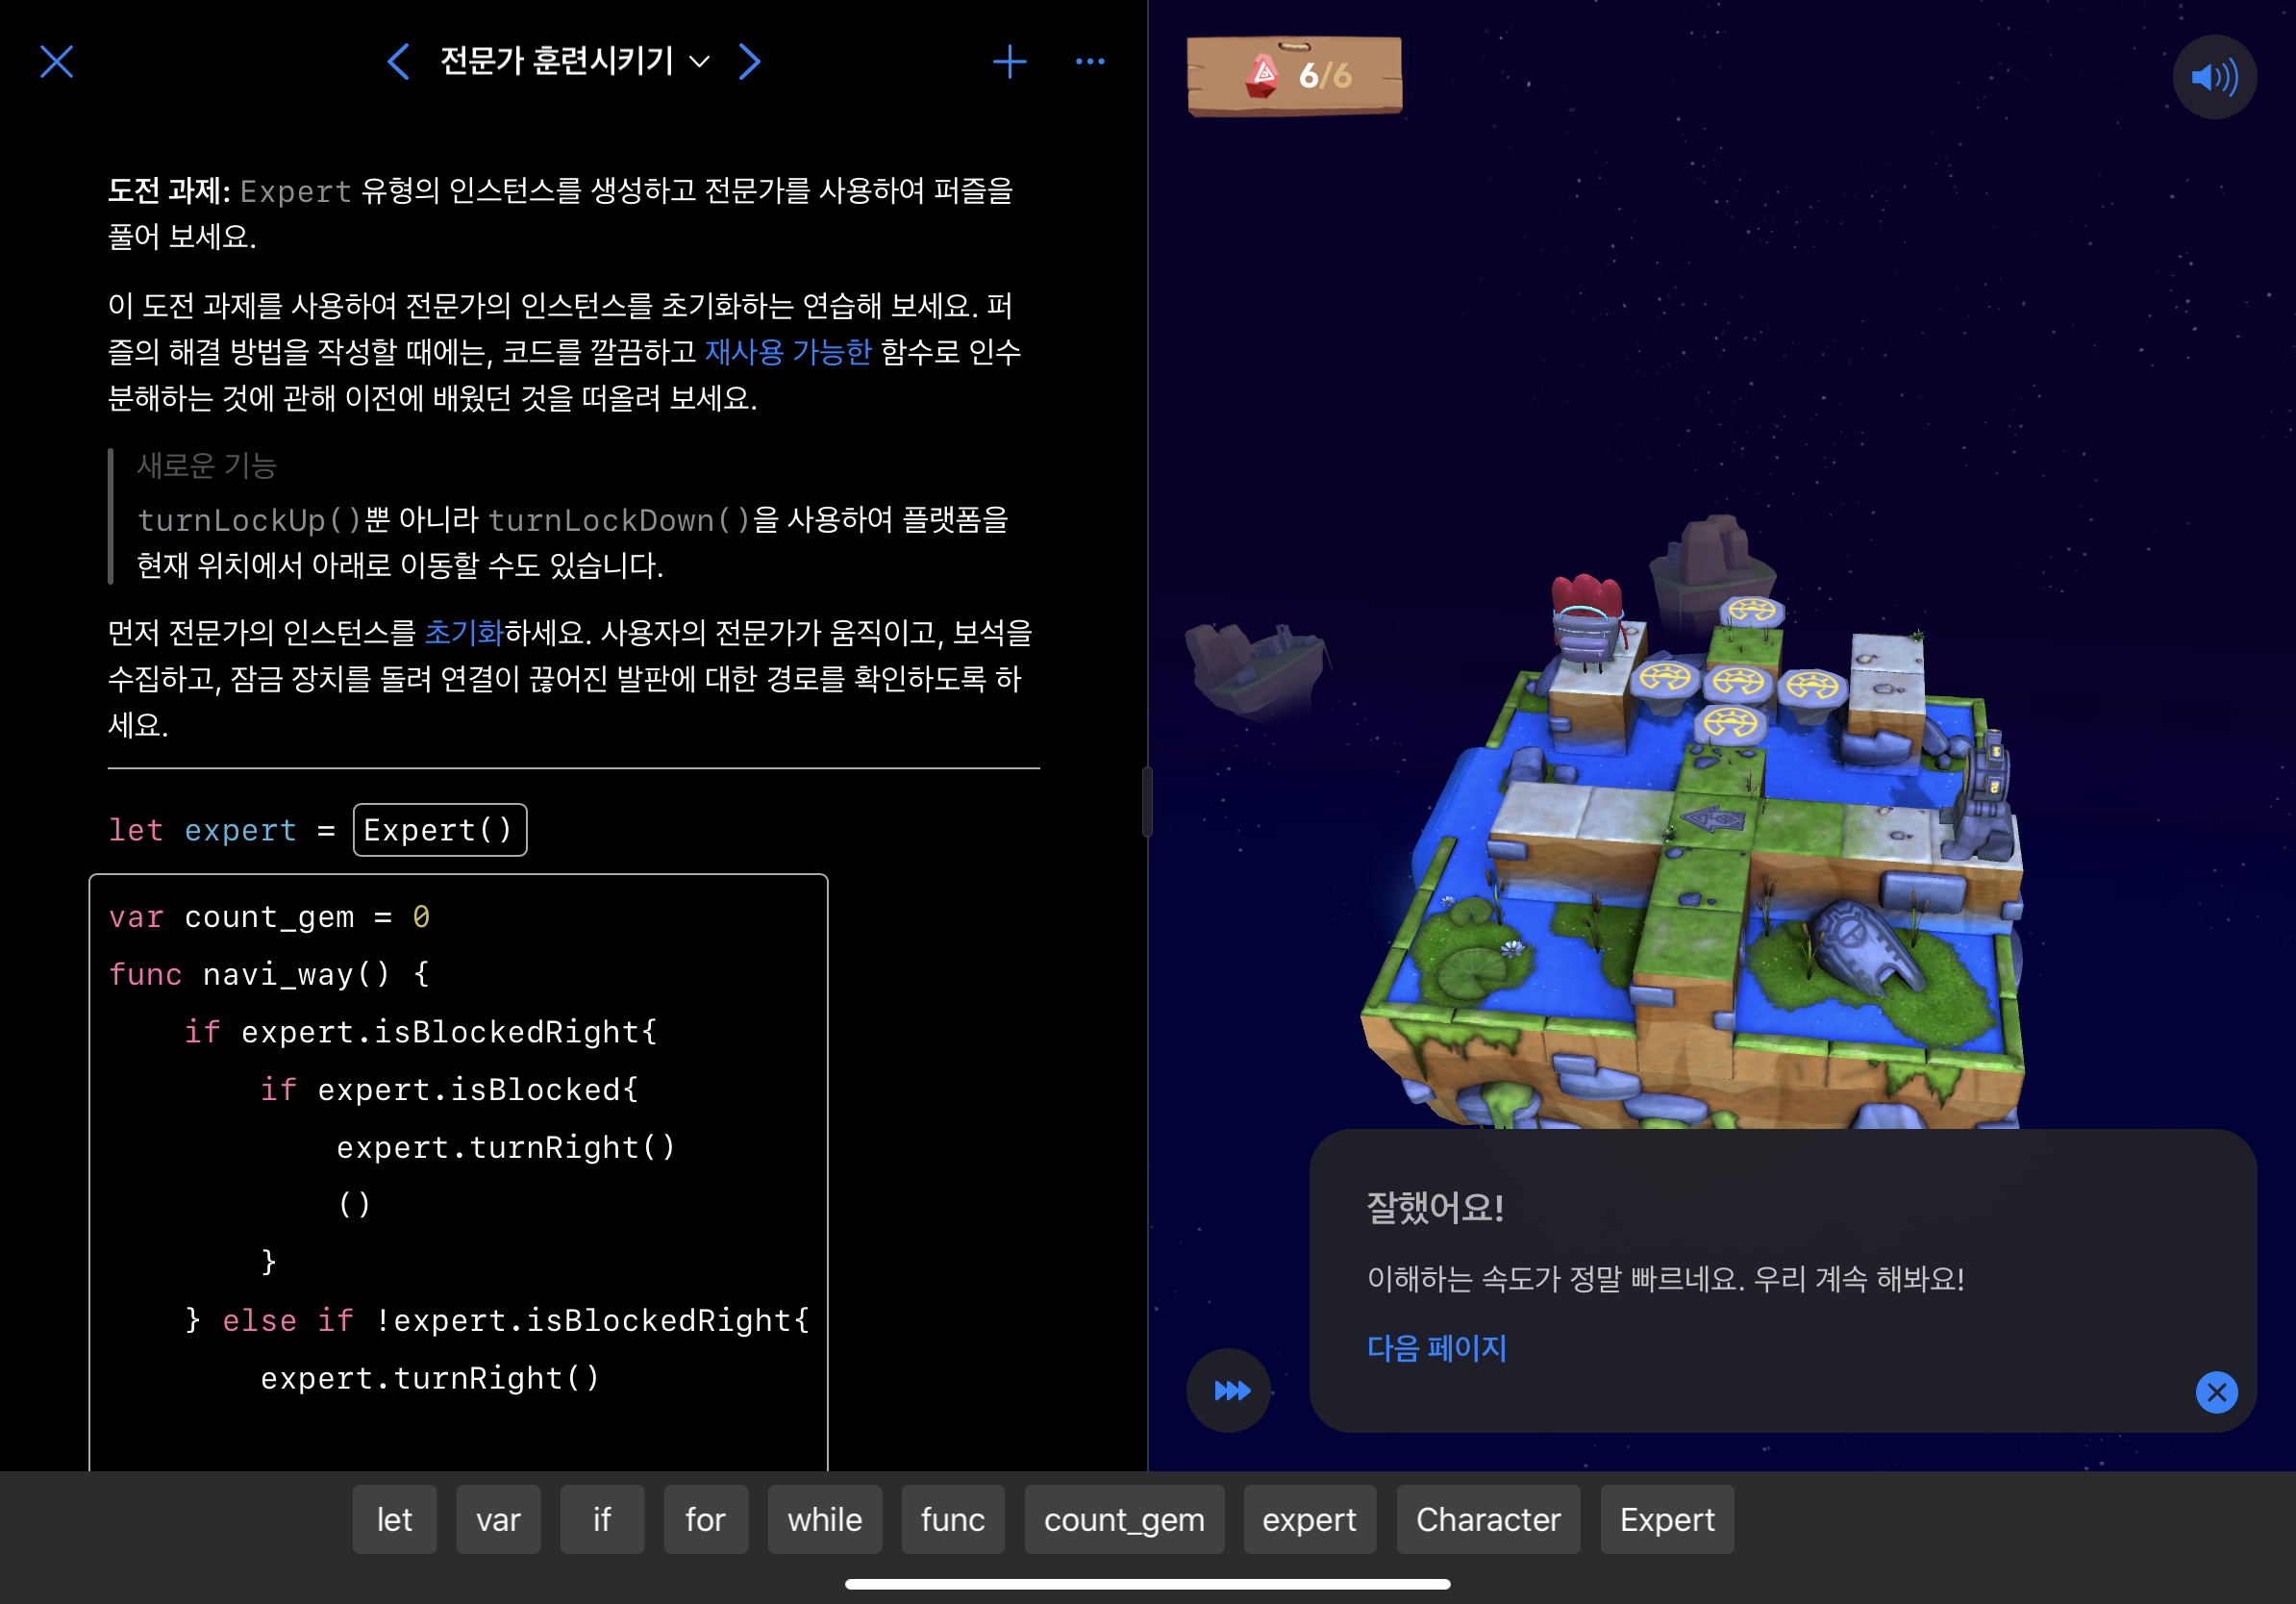 전문가 훈련시키기
도전 과제: Expert 유형의 인스턴스를 생성하고 전문가를 사용하여 퍼즐을
풀어 보세요.
이 도전 과제를 사용하여 전문가의 인스턴스를 초기화하는 연습해 보세요. 퍼
즐의 해결 방법을 작성할 때에는, 코드를 깔끔하고 재사용 가능한 함수로 인수
분해하는 것에 관해 이전에 배웠던 것을 떠올려 보세요.
새로운 기능
turnLockUp()뿐 아니라 turnLockDown()을 사용하여 플랫폼을
현재 위치에서 아래로 이동할 수도 있습니다.
먼저 전문가의 인스턴스를 초기화하세요. 사용자의 전문가가 움직이고, 보석을
수집하고, 잠금 장치를 돌려 연결이 끊어진 발판에 대한 경로를 확인하도록 하
세요.
let expert = Expert()
var count_gem = 0
func navi_way() {
if expert.isBlockedRight{
if expert.isBlocked{
expert.turnRight()
()
}
} else if !expert.isBlockedRight{
expert.turnRight()
6/6
잘했어요!
이해하는 속도가 정말 빠르네요. 우리 계속 해봐요!
다음 페이지
let var if for while func count_gem expert Character Expert